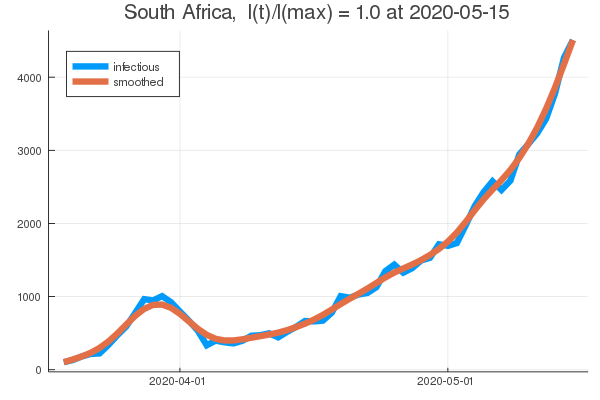 South Africa, I(t)/I(max) = 1.0 at 2020-05-15
infectious
smoothed
4000
3000
2000
1000
0
2020-04-01 2020-05-01